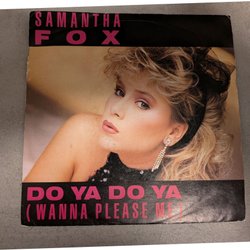 SAMANTHA
FOX
DO YA DO YA
(WANNA PLEASE ME)